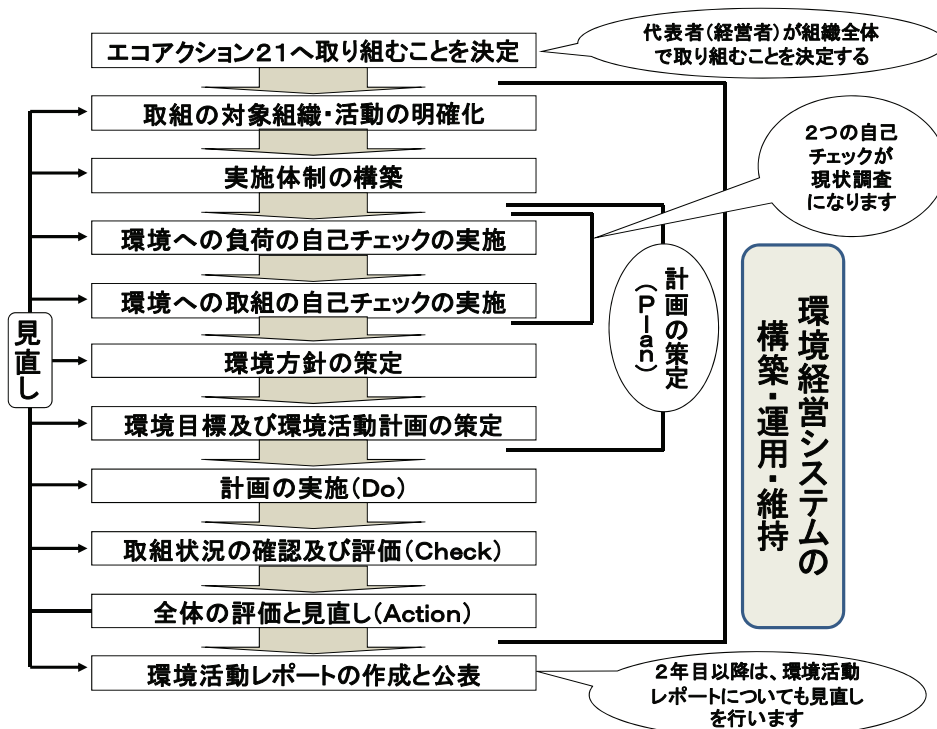 エコアクション21へ取り組むことを決定
代表者(経営者)が組織全体
で取り組むことを決定する
取組の対象組織・活動の明確化
2つの自己
チェックが
現状調査
になります
実施体制の構築
環境への負荷の自己チェックの実施
環境への取組の自己チェックの実施
計画の策定
(Plan)
環境経営システムの
構築・運用・維持
見直し
環境方針の策定
環境目標及び環境活動計画の策定
計画の実施(Do)
取組状況の確認及び評価(Check)
全体の評価と見直し(Action)
環境活動レポートの作成と公表
2年目以降は、環境活動
レポートについても見直し
を行います